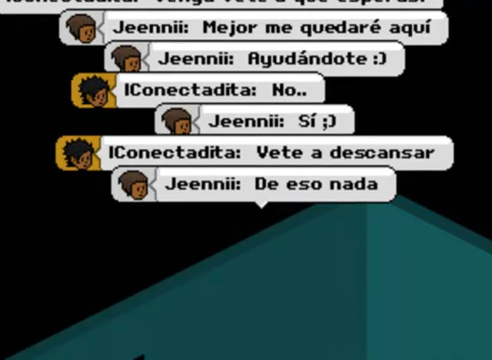 Jeennii: Mejor me quedaré aquí
Jeennii: Ayudándote :)
IConectadita: No..
Jeennii: Sí ;)
IConectadita: Vete a descansar
Jeennii: De eso nada